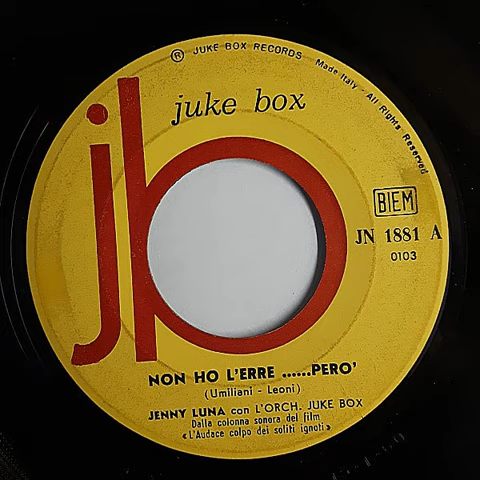 ® JUKE BOX RECORDS
Made Italy - All Rights Reserved
juke box
jb
BIEM
JN 1881 A
0103
NON HO L'ERRE ......PERO'
(Umiliani - Leoni)
JENNY LUNA con L'ORCH. JUKE BOX
Dalla colonna sonora del film
«L'Audace colpo dei soliti ignoti»